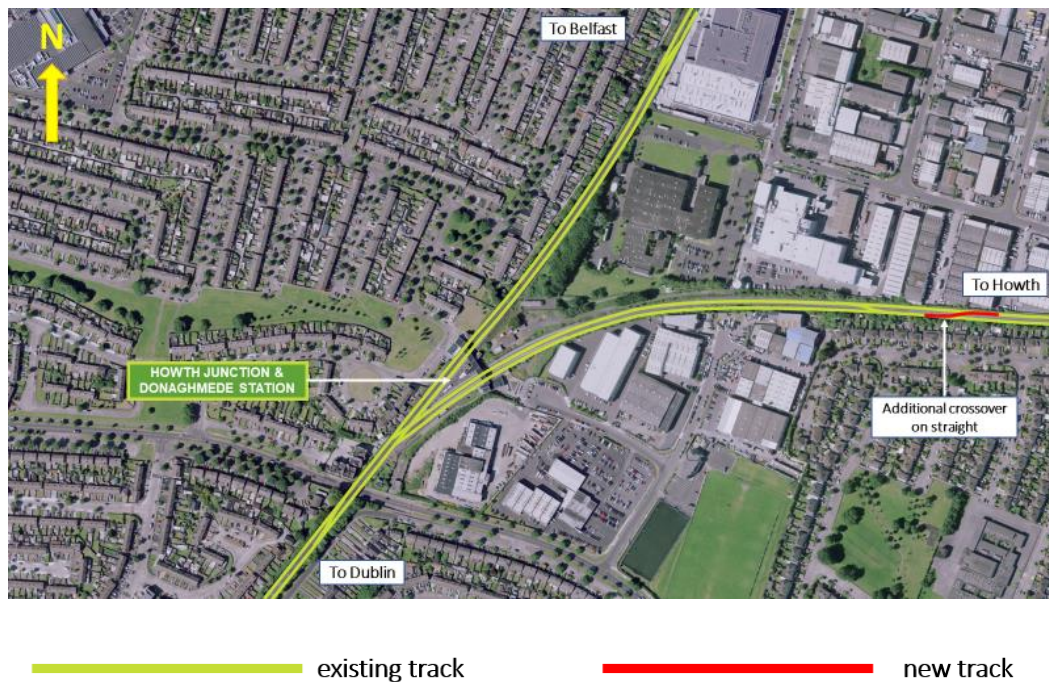 To Belfast
N
To Howth
HOWTH JUNCTION &
DONAGHMEDE STATION
Additional crossover
on straight
To Dublin
existing track
new track